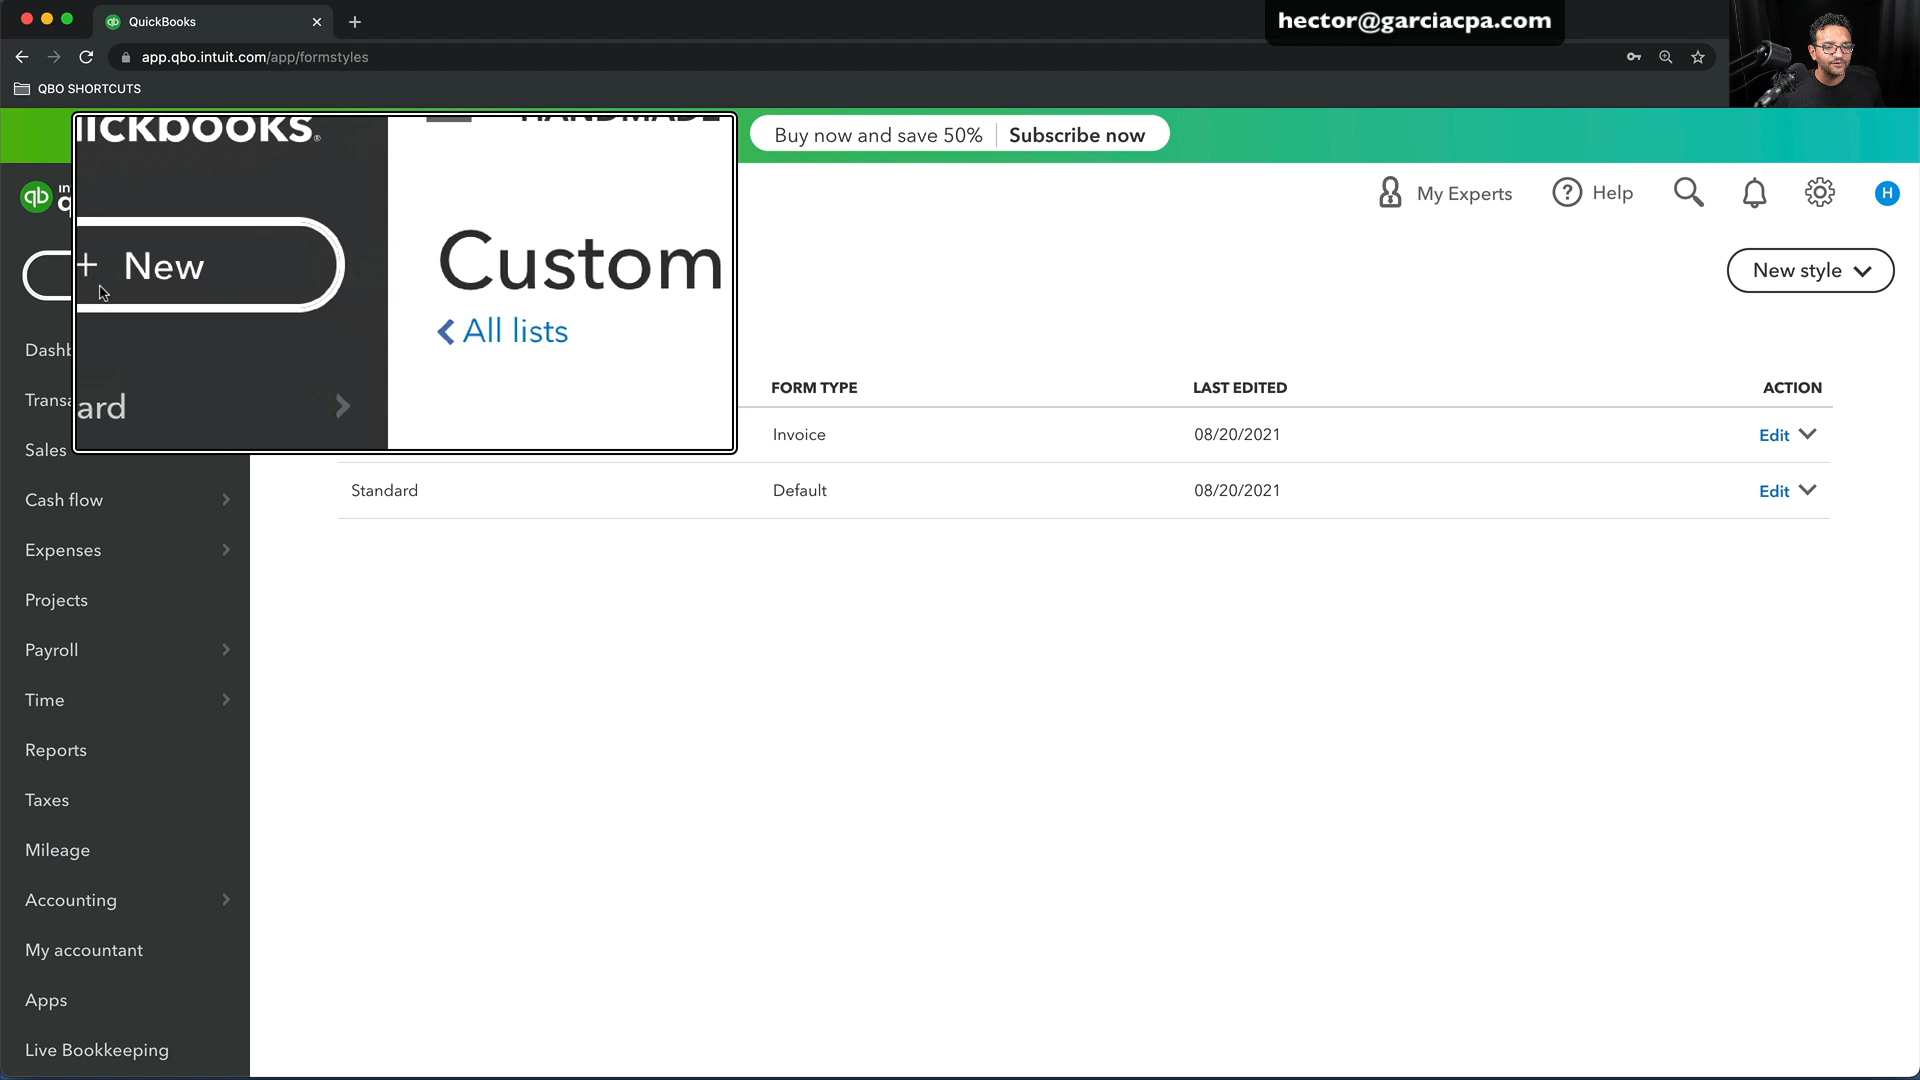 QuickBooks
hector@garciacpa.com
app.qbo.intuit.com/app/formstyles
QBO SHORTCUTS
Buy now and save 50% Subscribe now
qb
My Experts
Help
H
+ New
Custom
All lists
New style
FORM TYPE LAST EDITED ACTION
Invoice 08/20/2021 Edit
Standard Default 08/20/2021 Edit
ard
Sales
Cash flow
Expenses
Projects
Payroll
Time
Reports
Taxes
Mileage
Accounting
My accountant
Apps
Live Bookkeeping